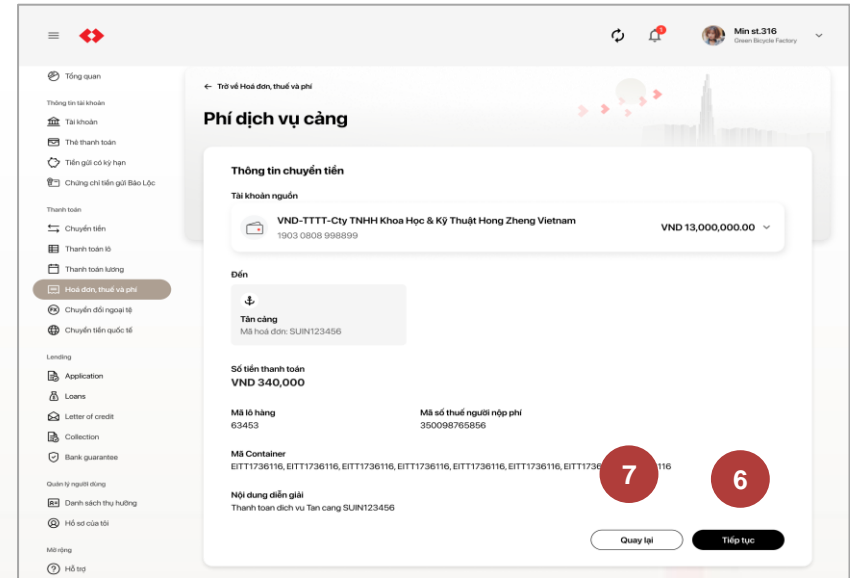 1
Min st.316
Green Bicycle Factory
Tổng quan
Thông tin tài khoản
Tài khoản
Thẻ thanh toán
Tiền gửi có kỳ hạn
Chứng chỉ tiền gửi Bảo Lộc
Thanh toán
Chuyển tiền
Thanh toán lô
Thanh toán lương
Hoá đơn, thuế và phí
Chuyển đổi ngoại tệ
Chuyển tiền quốc tế
Lending
Application
Loans
Letter of credit
Collection
Bank guarantee
Quản lý người dùng
Danh sách thụ hưởng
Hồ sơ của tôi
Mở rộng
Hỗ trợ
← Trở về Hoá đơn, thuế và phí
Phí dịch vụ cảng
Thông tin chuyển tiền
Tài khoản nguồn
VND-TTTT-Cty TNHH Khoa Học & Kỹ Thuật Hong Zheng Vietnam
1903 0808 998899
VND 13,000,000.00
Đến
Tân cảng
Mã hoá đơn: SUIN123456
Số tiền thanh toán
VND 340,000
Mã lô hàng
63453
Mã số thuế người nộp phí
350098765856
Mã Container
EITT1736116, EITT1736116, EITT1736116, EITT1736116, EITT1736116, EITT1736116, EITT1736 116
7
6
Nội dung diễn giải
Thanh toan dich vu Tan cang SUIN123456
Quay lại
Tiếp tục